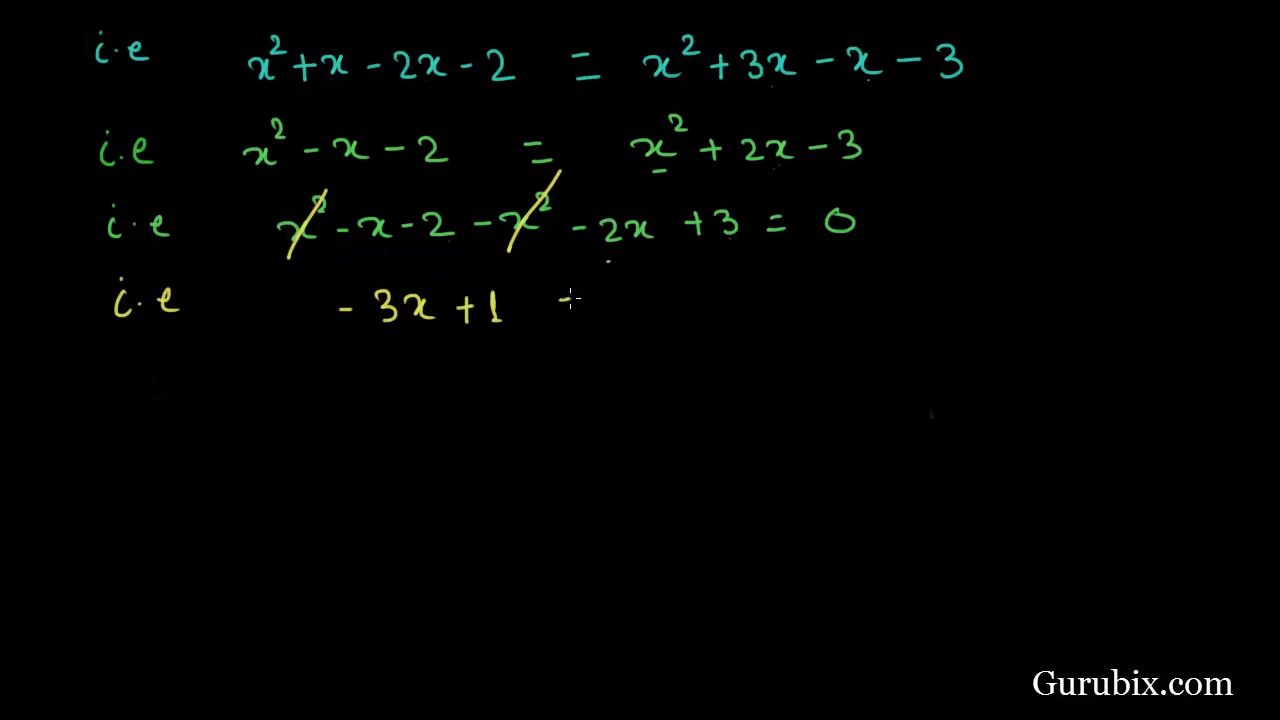 i.e x² + x - 2x - 2 = x² + 3x - x - 3
i.e x² - x - 2 = x² + 2x - 3
i.e x² - x - 2 - x² - 2x + 3 = 0
i.e - 3x + 1 -
Gurubix.com